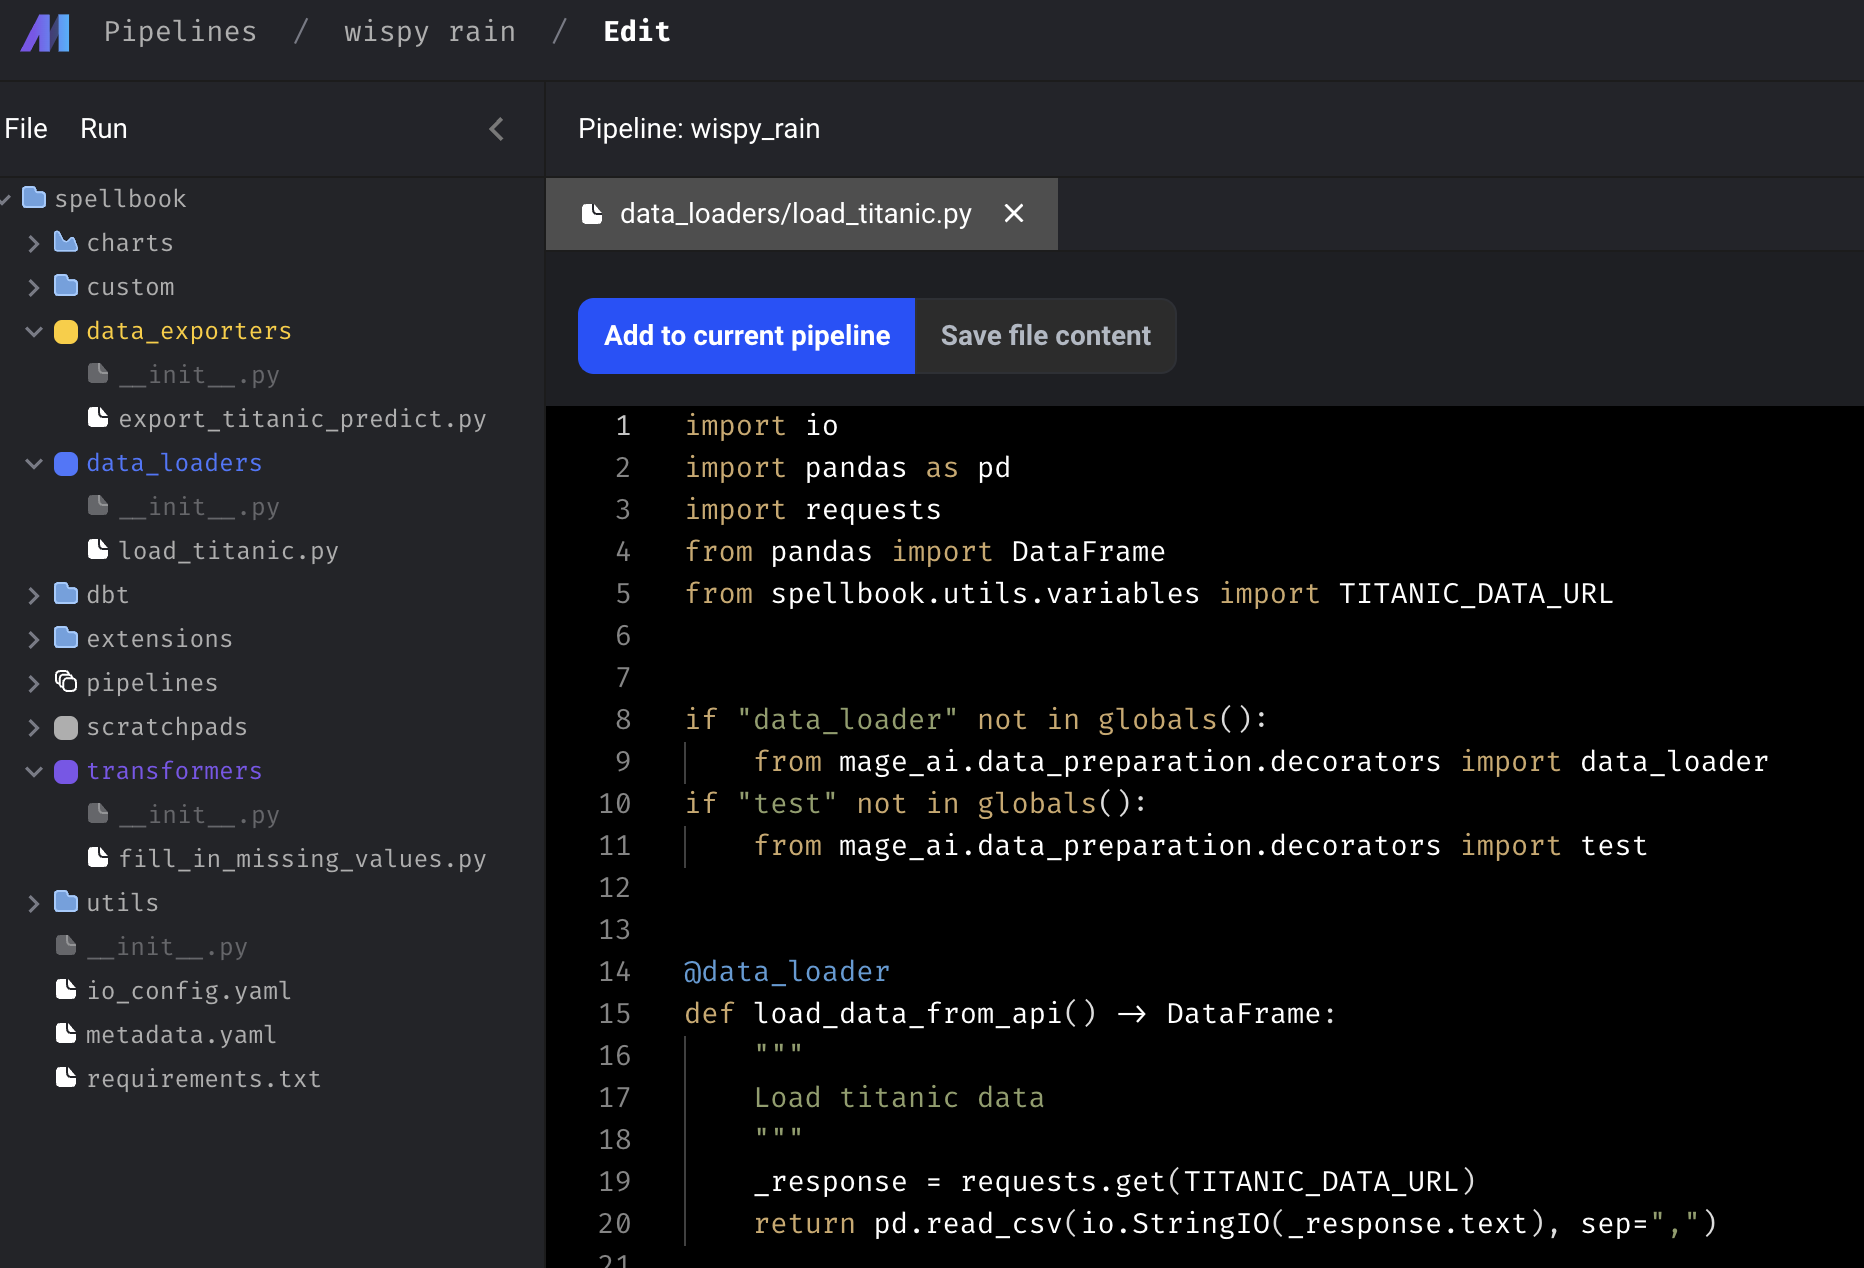 Pipelines / wispy rain / Edit
File Run
spellbook
charts
custom
data_exporters
__init__.py
export_titanic_predict.py
data_loaders
__init__.py
load_titanic.py
dbt
extensions
pipelines
scratchpads
transformers
__init__.py
fill_in_missing_values.py
utils
__init__.py
io_config.yaml
metadata.yaml
requirements.txt
Pipeline: wispy_rain
data_loaders/load_titanic.py
Add to current pipeline Save file content
1 import io
2 import pandas as pd
3 import requests
4 from pandas import DataFrame
5 from spellbook.utils.variables import TITANIC_DATA_URL
6
7
8 if "data_loader" not in globals():
9 from mage_ai.data_preparation.decorators import data_loader
10 if "test" not in globals():
11 from mage_ai.data_preparation.decorators import test
12
13
14 @data_loader
15 def load_data_from_api() -> DataFrame:
16 """
17 Load titanic data
18 """
19 _response = requests.get(TITANIC_DATA_URL)
20 return pd.read_csv(io.StringIO(_response.text), sep=",")
21